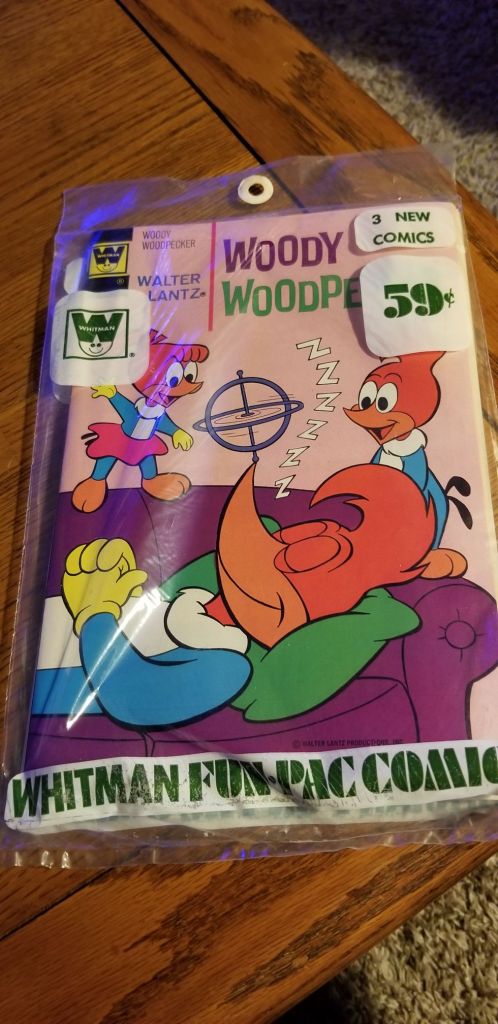 3 NEW
COMICS
59¢
WHITMAN
WOODY
WOODPECKER
WALTER
LANTZ®
WOODY
WOODPE
WHITMAN
®
Z
Z
Z
Z
Z
Z
Z
© WALTER LANTZ PRODUCTIONS, INC.
WHITMAN FUN-PAC COMIC